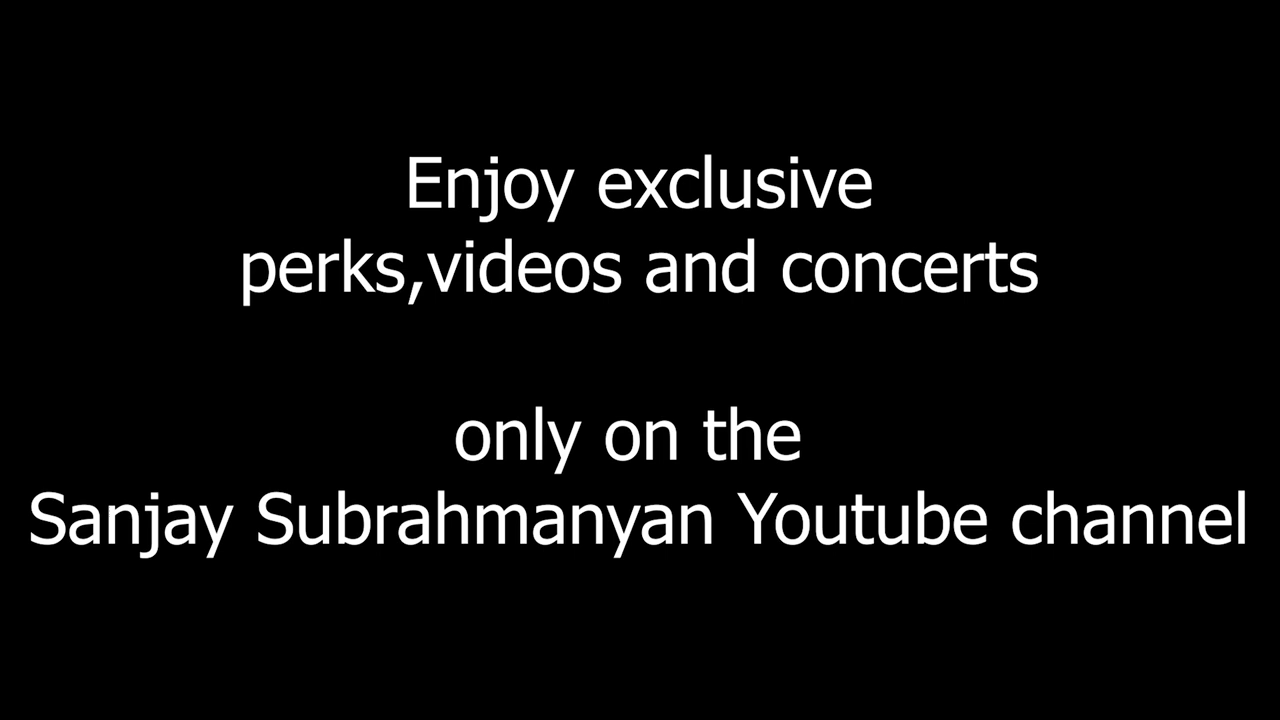 Enjoy exclusive
perks,videos and concerts
only on the
Sanjay Subrahmanyan Youtube channel